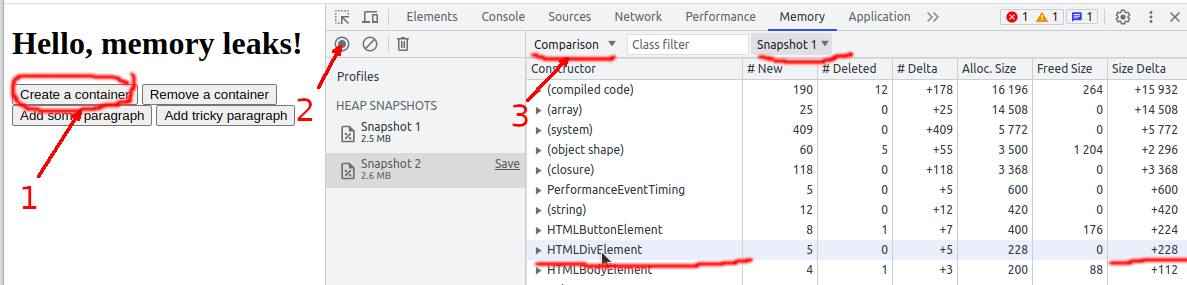 Elements Console Sources Network Performance Memory Application 1 1 1
Hello, memory leaks!
Create a container Remove a container
Add some paragraph Add tricky paragraph
1
2
3
Profiles
HEAP SNAPSHOTS
Snapshot 1
2.5 MB
Snapshot 2 Save
2.6 MB
Comparison Class filter Snapshot 1
Constructor # New # Deleted # Delta Alloc. Size Freed Size Size Delta
(compiled code) 190 12 +178 16 196 264 +15 932
(array) 25 0 +25 14 508 0 +14 508
(system) 409 0 +409 5 772 0 +5 772
(object shape) 60 5 +55 3 500 1 204 +2 296
(closure) 118 0 +118 3 368 0 +3 368
PerformanceEventTiming 5 0 +5 600 0 +600
(string) 12 0 +12 420 0 +420
HTMLButtonElement 8 1 +7 400 176 +224
HTMLDivElement 5 0 +5 228 0 +228
HTMLBodyElement 4 1 +3 200 88 +112